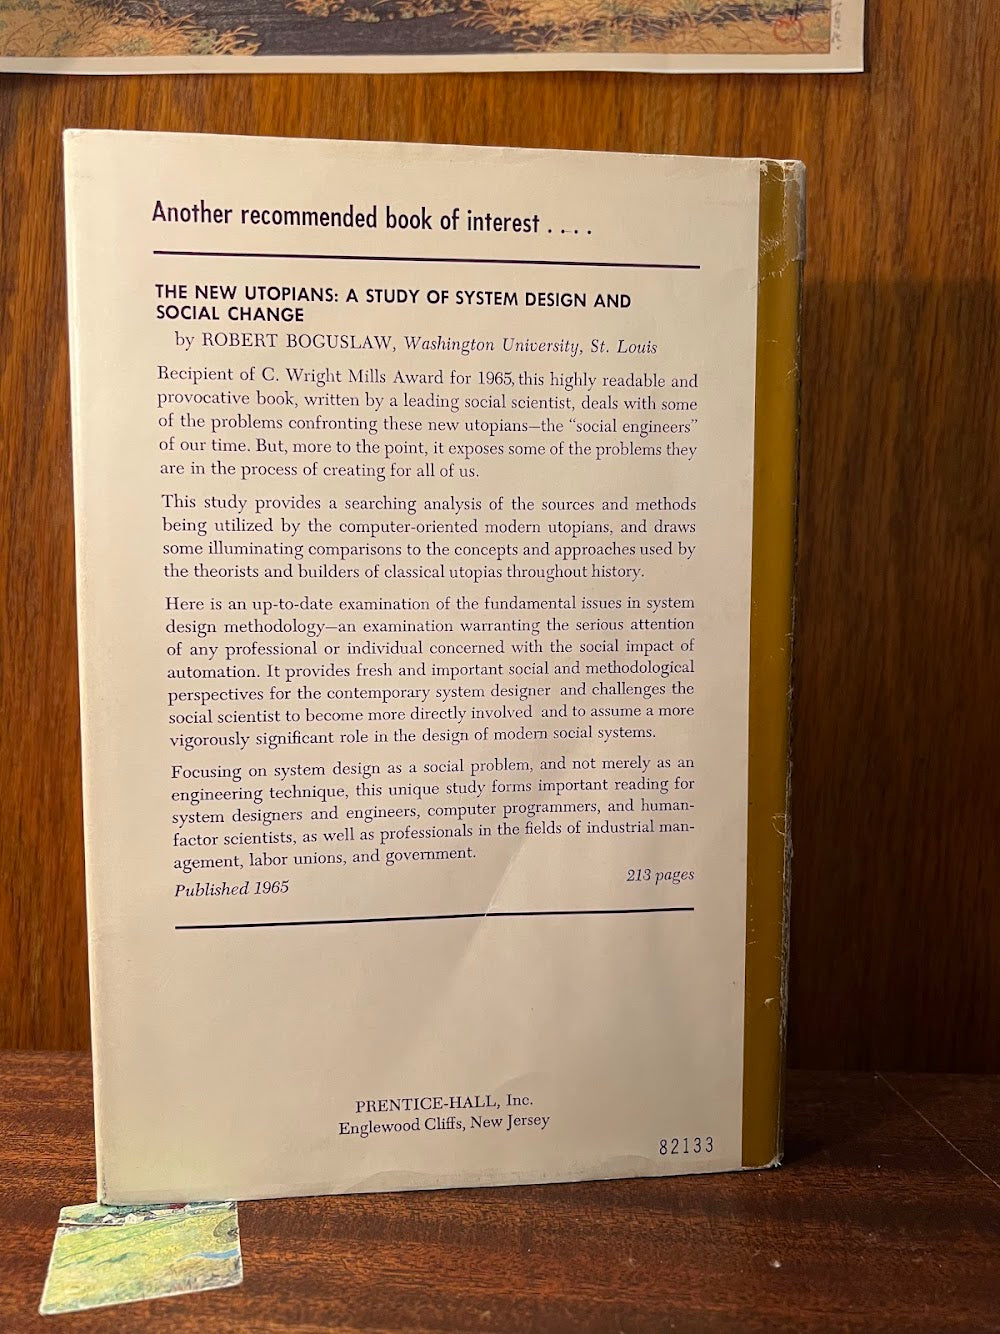 Another recommended book of interest . . . .
THE NEW UTOPIANS: A STUDY OF SYSTEM DESIGN AND
SOCIAL CHANGE
by ROBERT BOGUSLAW, Washington University, St. Louis
Recipient of C. Wright Mills Award for 1965, this highly readable and
provocative book, written by a leading social scientist, deals with some
of the problems confronting these new utopians—the “social engineers”
of our time. But, more to the point, it exposes some of the problems they
are in the process of creating for all of us.
This study provides a searching analysis of the sources and methods
being utilized by the computer-oriented modern utopians, and draws
some illuminating comparisons to the concepts and approaches used by
the theorists and builders of classical utopias throughout history.
Here is an up-to-date examination of the fundamental issues in system
design methodology—an examination warranting the serious attention
of any professional or individual concerned with the social impact of
automation. It provides fresh and important social and methodological
perspectives for the contemporary system designer and challenges the
social scientist to become more directly involved and to assume a more
vigorously significant role in the design of modern social systems.
Focusing on system design as a social problem, and not merely as an
engineering technique, this unique study forms important reading for
system designers and engineers, computer programmers, and human-
factor scientists, as well as professionals in the fields of industrial man-
agement, labor unions, and government.
Published 1965 213 pages
PRENTICE-HALL, Inc.
Englewood Cliffs, New Jersey
82133